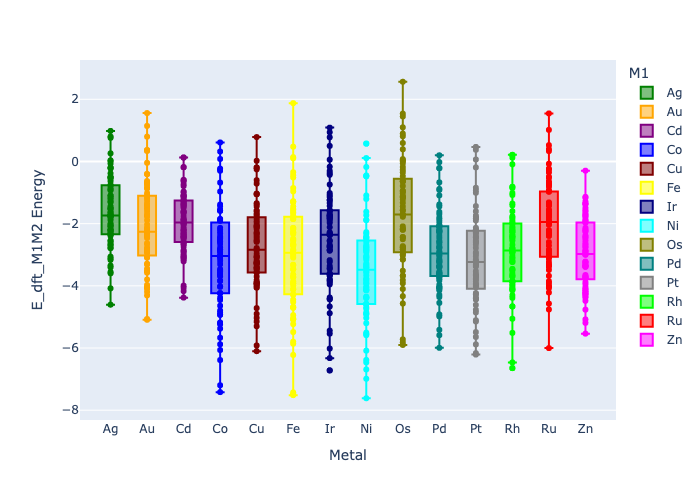 M1
Ag
Au
Cd
Co
Cu
Fe
Ir
Ni
Os
Pd
Pt
Rh
Ru
Zn
E_dft_M1M2 Energy
2
0
−2
−4
−6
−8
Ag Au Cd Co Cu Fe Ir Ni Os Pd Pt Rh Ru Zn
Metal